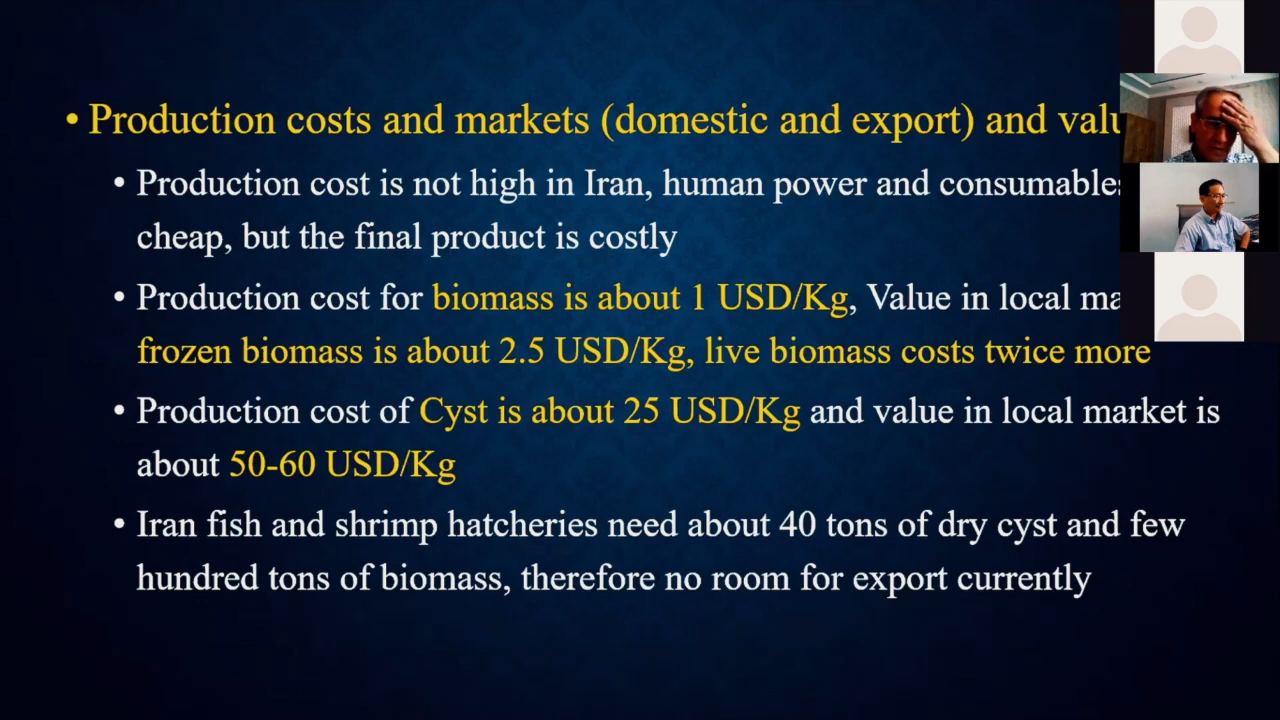 • Production costs and markets (domestic and export) and
• Production cost is not high in Iran, human power and
cheap, but the final product is costly
• Production cost for biomass is about 1 USD/Kg, Value in local
frozen biomass is about 2.5 USD/Kg, live biomass costs twice more
• Production cost of Cyst is about 25 USD/Kg and value in local market is
about 50-60 USD/Kg
• Iran fish and shrimp hatcheries need about 40 tons of dry cyst and few
hundred tons of biomass, therefore no room for export currently